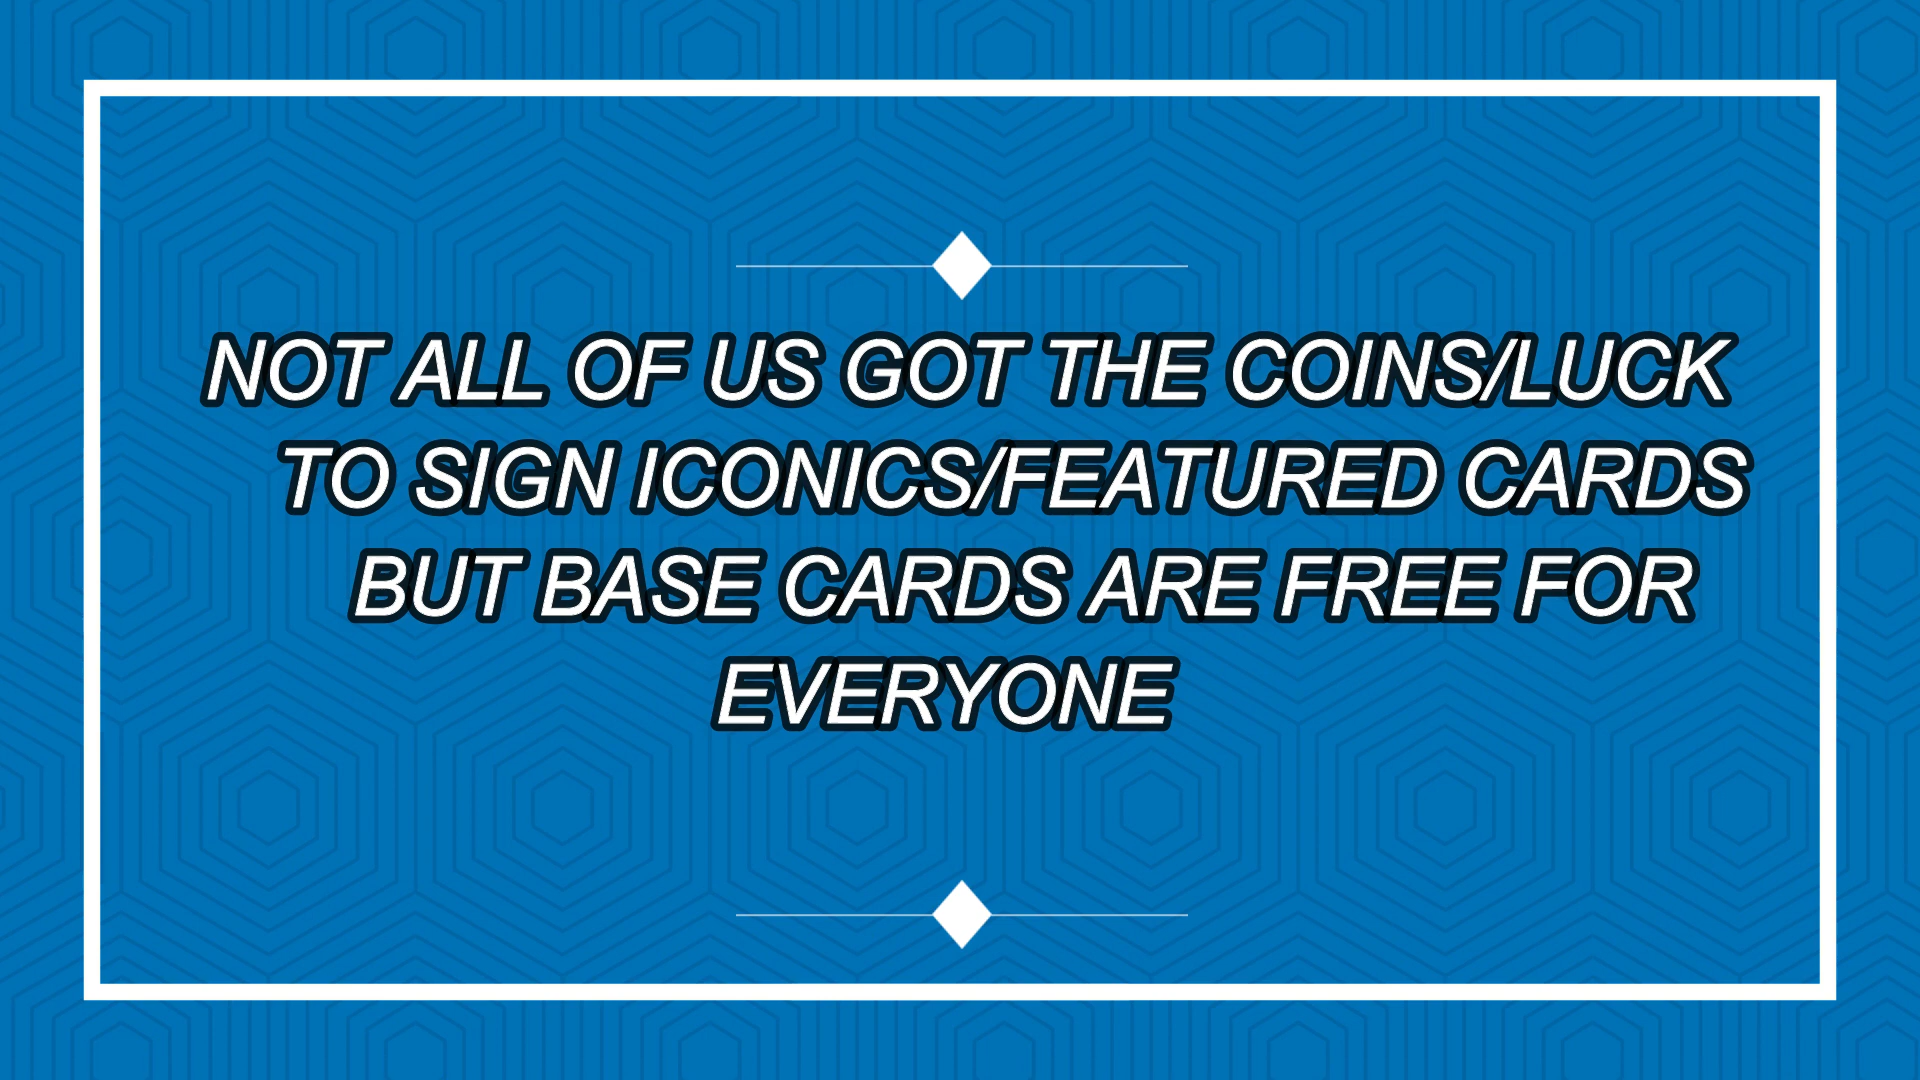 NOT ALL OF US GOT THE COINS/LUCK
TO SIGN ICONICS/FEATURED CARDS
BUT BASE CARDS ARE FREE FOR
EVERYONE